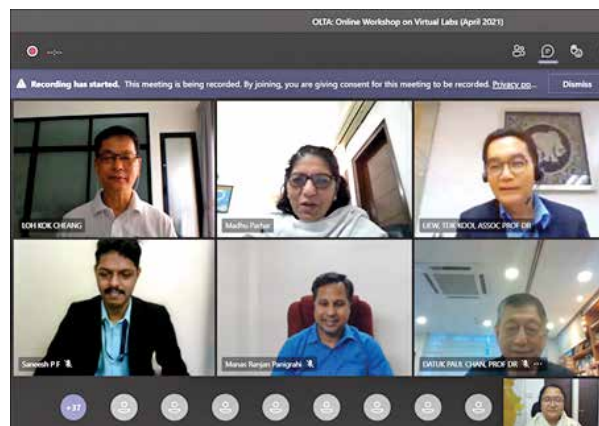 OLTA: Online Workshop on Virtual Labs (April 2021)
--:--
Recording has started. This meeting is being recorded. By joining, you are giving consent for this meeting to be recorded. Privacy po... Dismiss
LOH KOK CHEANG
Madhu Parhar
LIEW, TEIK KOOI, ASSOC PROF DR
Saneesh P F
Manas Ranjan Panigrahi
DATUK PAUL CHAN, PROF DR
+37